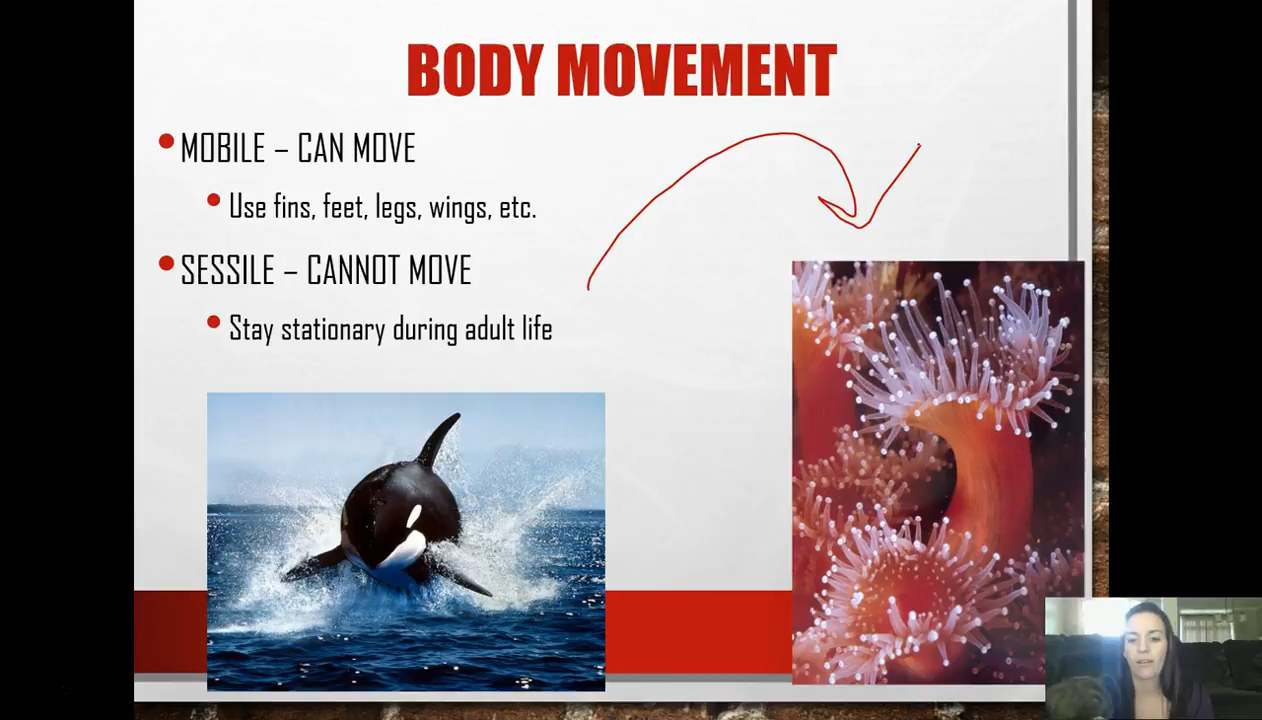 BODY MOVEMENT
• MOBILE – CAN MOVE
• Use fins, feet, legs, wings, etc.
• SESSILE – CANNOT MOVE
• Stay stationary during adult life